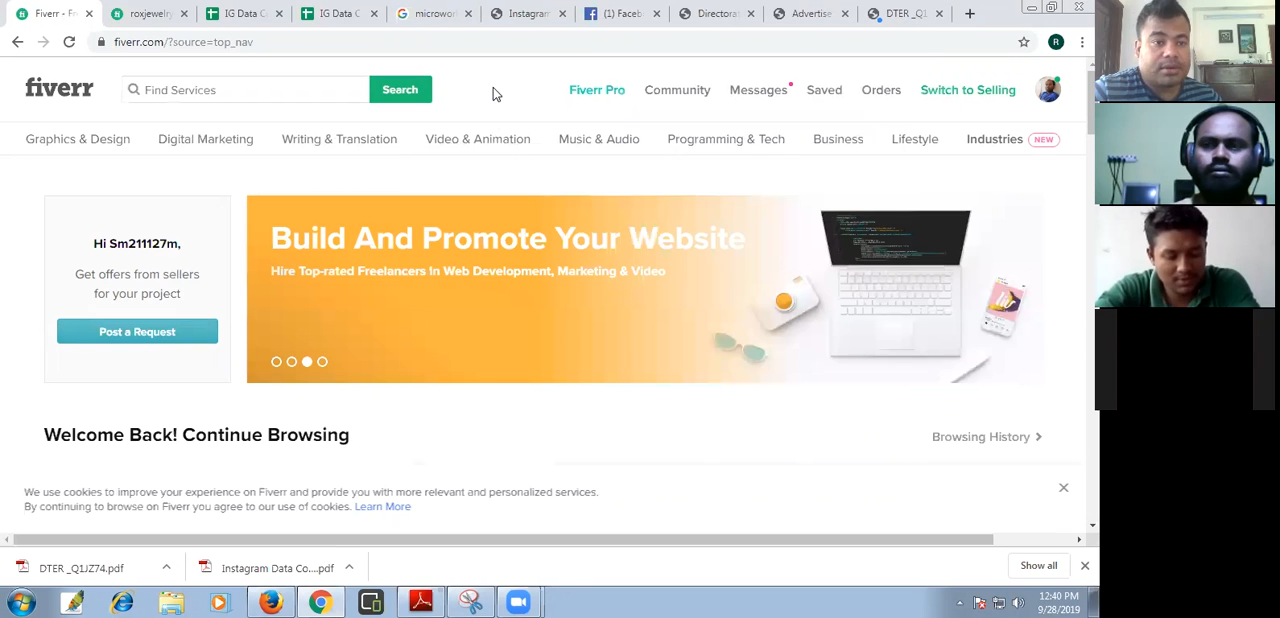 Fiverr - Fr
roxjewelry
IG Data C
IG Data C
microwor
Instagram
(1) Faceb
Directora
Advertise
DTER _Q1
fiverr.com/?source=top_nav
R
fiverr
Find Services
Search
Fiverr Pro
Community
Messages
Saved
Orders
Switch to Selling
Graphics & Design
Digital Marketing
Writing & Translation
Video & Animation
Music & Audio
Programming & Tech
Business
Lifestyle
Industries NEW
Hi Sm211127m,
Get offers from sellers
for your project
Post a Request
Build And Promote Your Website
Hire Top-rated Freelancers In Web Development, Marketing & Video
Welcome Back! Continue Browsing
Browsing History
We use cookies to improve your experience on Fiverr and provide you with more relevant and personalized services.
By continuing to browse on Fiverr you agree to our use of cookies. Learn More
DTER _Q1JZ74.pdf
Instagram Data Co....pdf
Show all
12:40 PM
9/28/2019